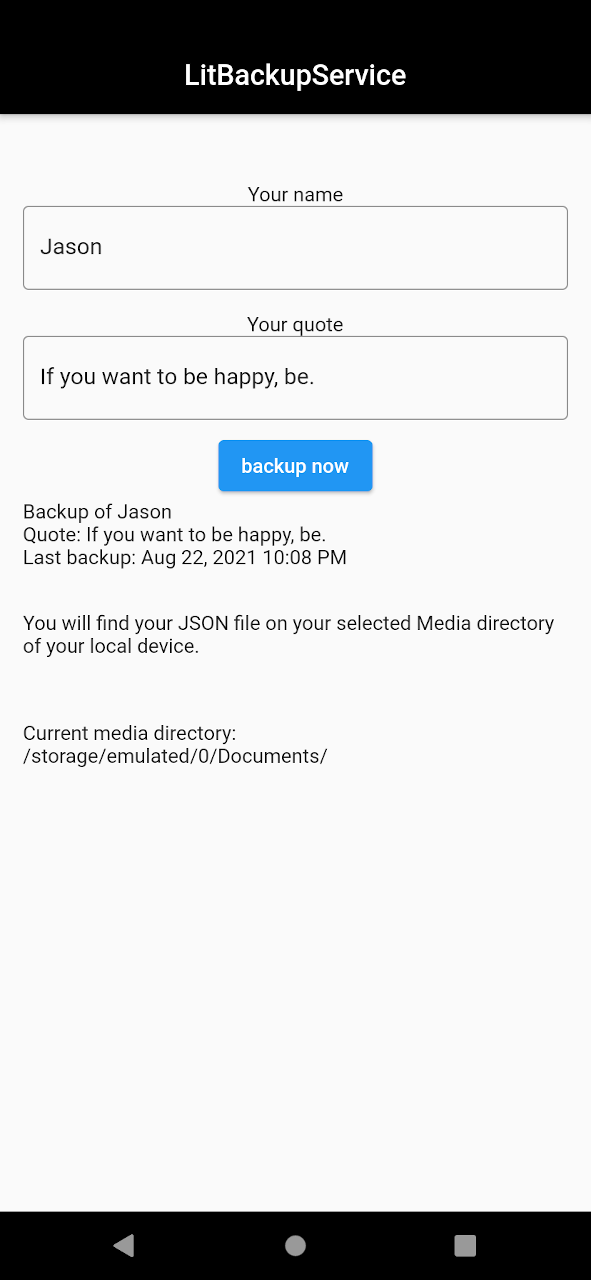 LitBackupService
Your name
Jason
Your quote
If you want to be happy, be.
backup now
Backup of Jason
Quote: If you want to be happy, be.
Last backup: Aug 22, 2021 10:08 PM
You will find your JSON file on your selected Media directory
of your local device.
Current media directory:
/storage/emulated/0/Documents/